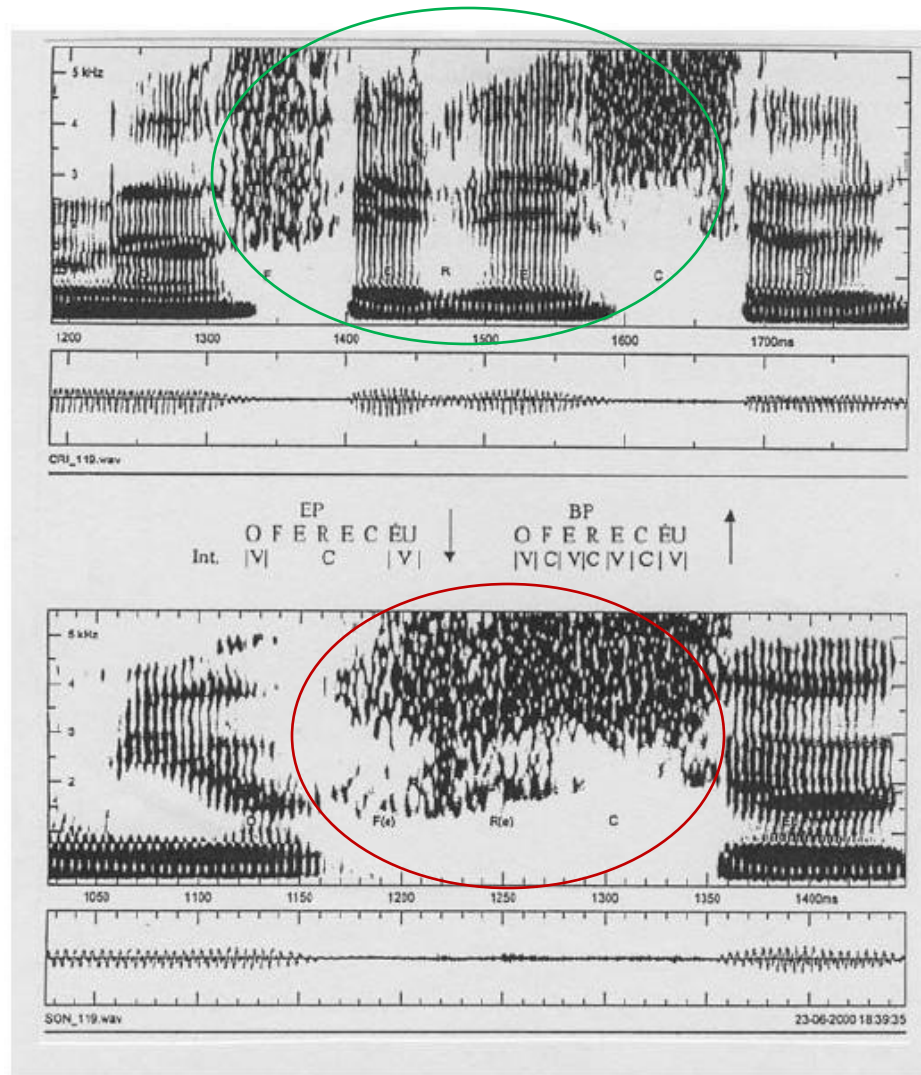 5 kHz
4
3
O F E R E C
1200 1300 1400 1500 1600 1700ms
CRI_119.wav
EP BP
O F E R E C ÉU O F E R E C ÉU
Int. |V| C |V| |V|C|V|C|V|C|V|
5 kHz
4
3
2
1
O F(e) R(e) C
1050 1100 1150 1200 1250 1300 1350 1400ms
SON_119.wav 23-06-2000 18:39:35